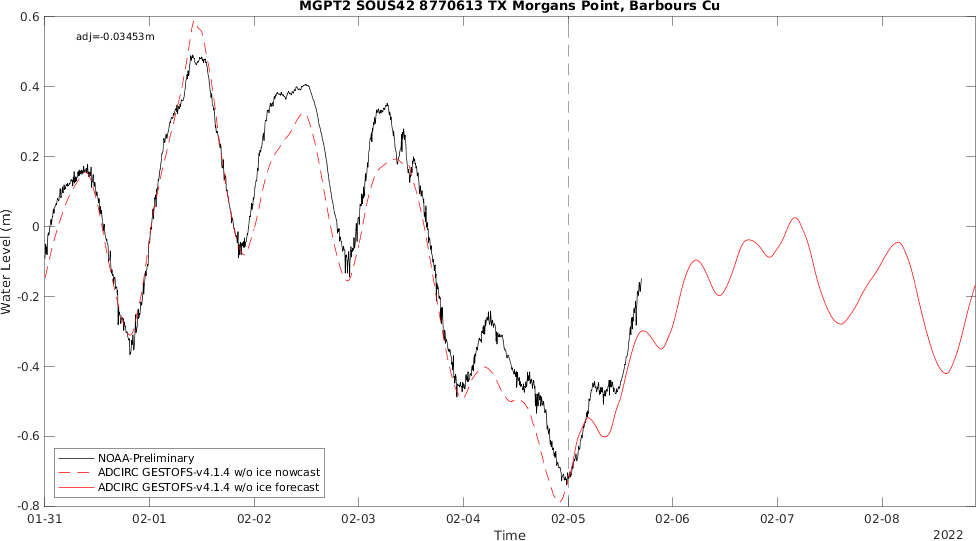 MGPT2 SOUS42 8770613 TX Morgans Point, Barbours Cu
adj=-0.03453m
Water Level (m)
0.6
0.4
0.2
0
-0.2
-0.4
-0.6
-0.8
NOAA-Preliminary
ADCIRC GESTOFS-v4.1.4 w/o ice nowcast
ADCIRC GESTOFS-v4.1.4 w/o ice forecast
01-31 02-01 02-02 02-03 02-04 02-05 02-06 02-07 02-08
Time
2022